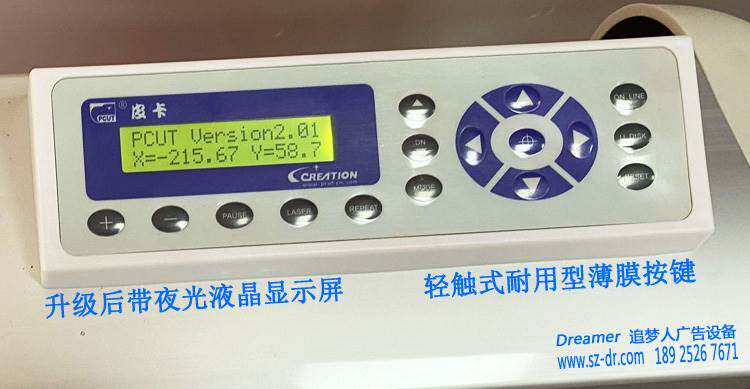 PCUT ® 皮卡
PCUT Version2.01
X=-215.67 Y=58.7
CREATION
+ - PAUSE LASER REPEAT
DN
MODE
ON LINE
U DISK
RESET
升级后带夜光液晶显示屏
轻触式耐用型薄膜按键
Dreamer 追梦人广告设备
www.sz-dr.com 189 2526 7671